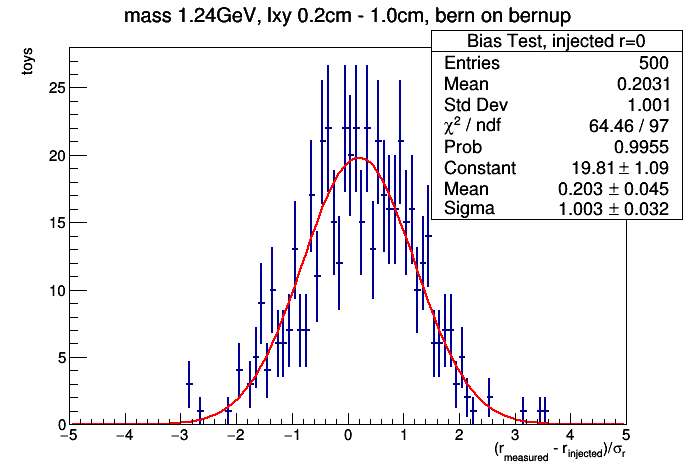 mass 1.24GeV, lxy 0.2cm - 1.0cm, bern on bernup
toys
Bias Test, injected r=0
Entries 500
Mean 0.2031
Std Dev 1.001
χ² / ndf 64.46 / 97
Prob 0.9955
Constant 19.81 ± 1.09
Mean 0.203 ± 0.045
Sigma 1.003 ± 0.032
25
20
15
10
5
0
−5 −4 −3 −2 −1 0 1 2 3 4 5
(r_measured - r_injected)/σ_r